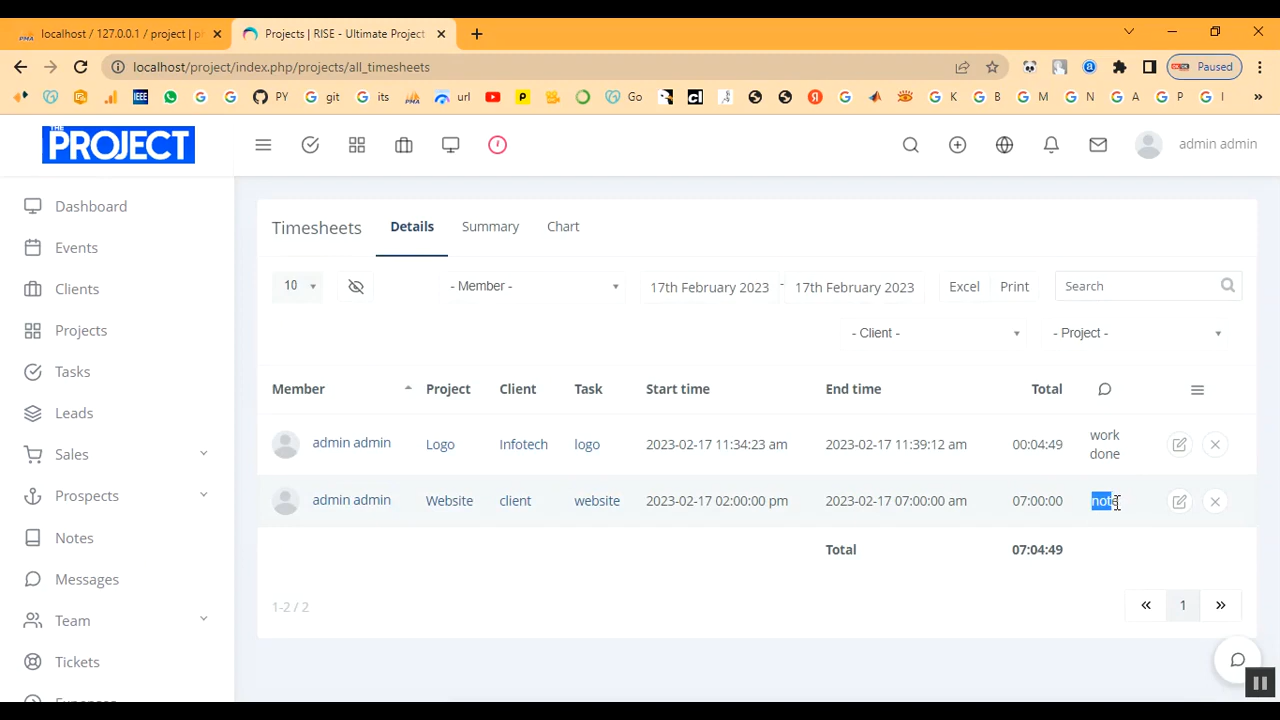 localhost / 127.0.0.1 / project | p
Projects | RISE - Ultimate Project
localhost/project/index.php/projects/all_timesheets
Paused
IEEE
PY
git
its
url
Go
K
B
M
N
A
P
I
THE
PROJECT
admin admin
Dashboard
Events
Clients
Projects
Tasks
Leads
Sales
Prospects
Notes
Messages
Team
Tickets
Timesheets Details Summary Chart
10 - Member - 17th February 2023 - 17th February 2023 Excel Print Search
- Client - - Project -
Member Project Client Task Start time End time Total
admin admin Logo Infotech logo 2023-02-17 11:34:23 am 2023-02-17 11:39:12 am 00:04:49 work
done
admin admin Website client website 2023-02-17 02:00:00 pm 2023-02-17 07:00:00 am 07:00:00 note
Total 07:04:49
1-2 / 2
« 1 »